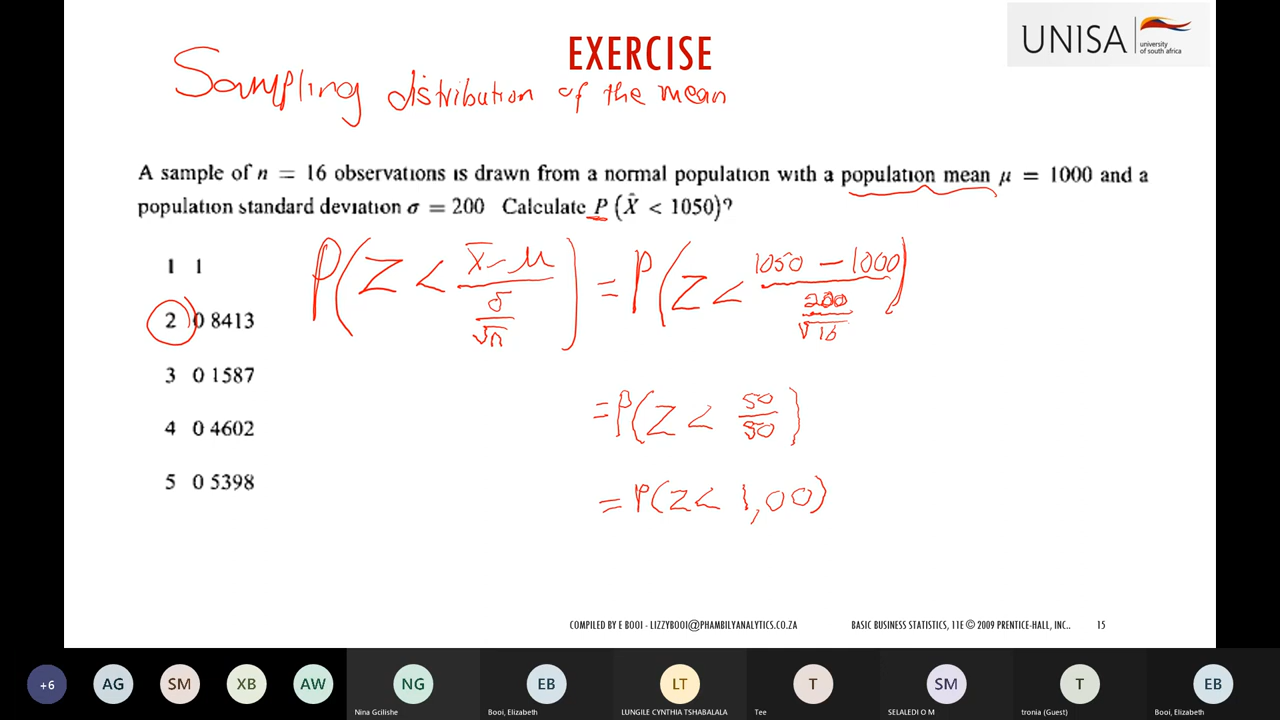 EXERCISE
UNISA university of south africa
Sampling distribution of the mean
A sample of n = 16 observations is drawn from a normal population with a population mean μ = 1000 and a
population standard deviation σ = 200 Calculate P (X̄ < 1050)?
1 1
2 0 8413
3 0 1587
4 0 4602
5 0 5398
P(Z < (x̄ - μ)/(σ/√n)) = P(Z < (1050 - 1000)/(200/√16))
= P(Z < 50/50)
= P(Z < 1,00)
COMPILED BY E BOOI - LIZZYBOOI@PHAMBILYANALYTICS.CO.ZA BASIC BUSINESS STATISTICS, 11E © 2009 PRENTICE-HALL, INC.. 15
+6 AG SM XB AW NG EB LT T SM T EB
Nina Gcilishe Booi, Elizabeth LUNGILE CYNTHIA TSHABALALA Tee SELALEDI O M tronia (Guest) Booi, Elizabeth